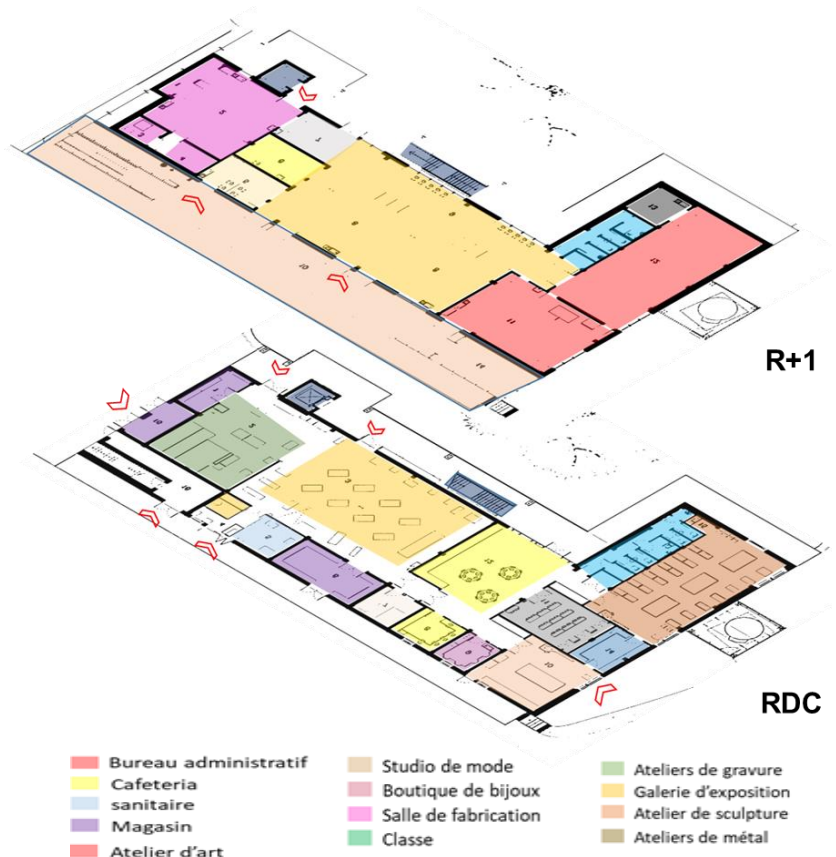 R+1
RDC
Bureau administratif
Cafeteria
sanitaire
Magasin
Atelier d'art
Studio de mode
Boutique de bijoux
Salle de fabrication
Classe
Ateliers de gravure
Galerie d'exposition
Atelier de sculpture
Ateliers de métal